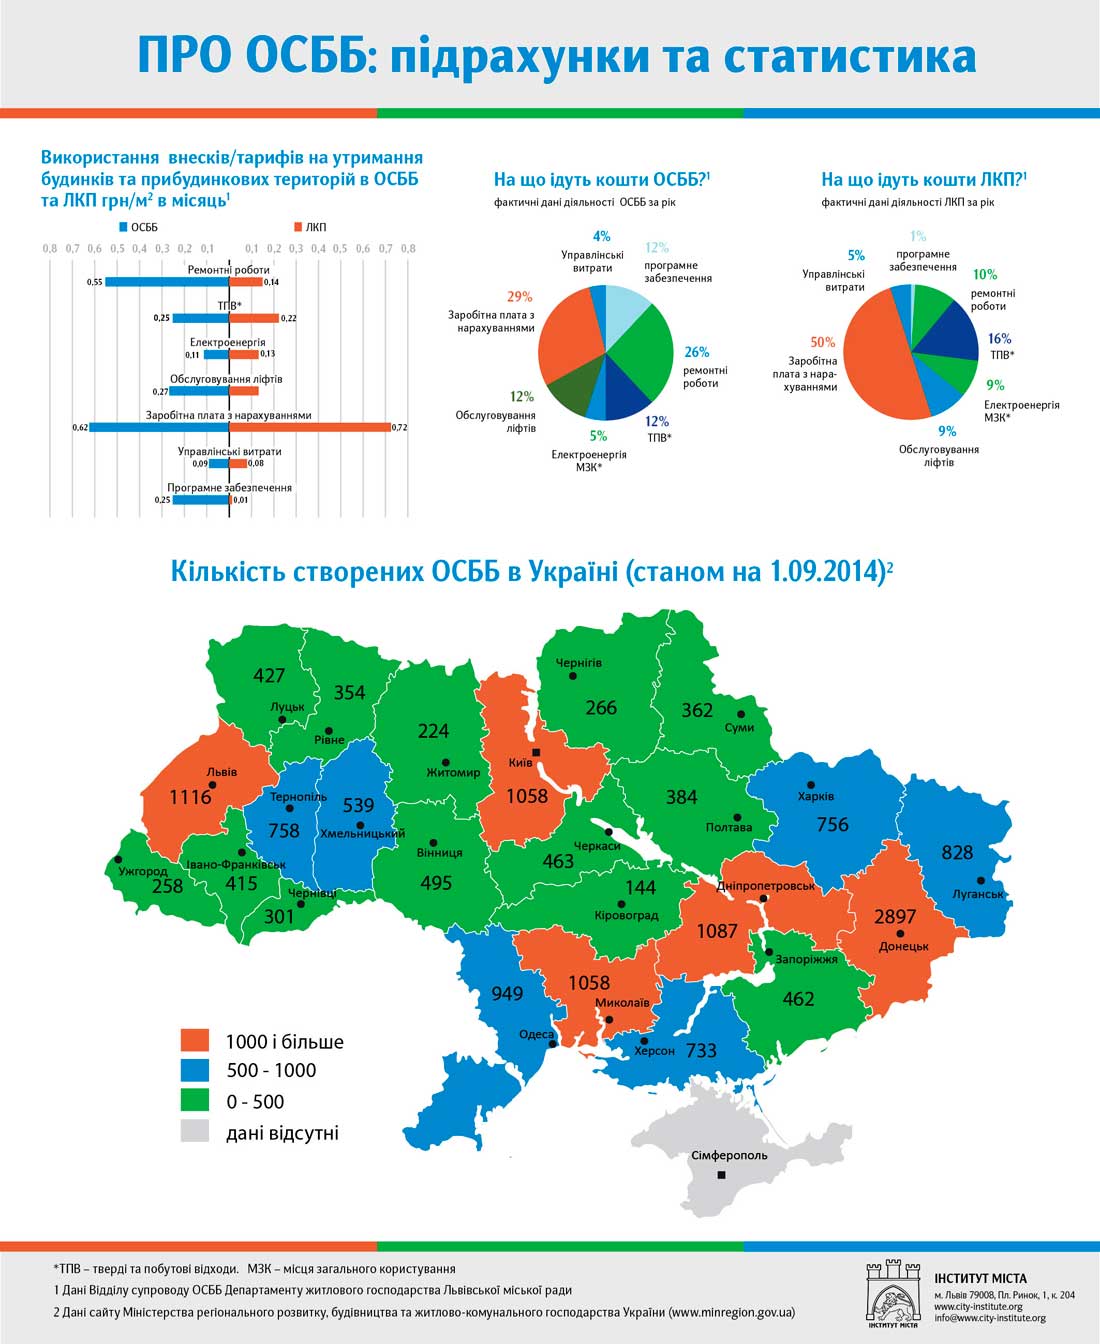 ПРО ОСББ: підрахунки та статистика
Використання внесків/тарифів на утримання
будинків та прибудинкових територій в ОСББ
та ЛКП грн/м² в місяць¹
ОСББ ЛКП
0,8 0,7 0,6 0,5 0,4 0,3 0,2 0,1 0,1 0,2 0,3 0,4 0,5 0,6 0,7 0,8
Ремонтні роботи
0,55 0,14
ТПВ*
0,25 0,22
Електроенергія
0,11 0,13
Обслуговування ліфтів
0,27
Заробітна плата з нарахуваннями
0,62 0,72
Управлінські витрати
0,09 0,08
Програмне забезпечення
0,25 0,01
На що ідуть кошти ОСББ?¹
фактичні дані діяльності ОСББ за рік
4%
Управлінські
витрати
12%
програмне
забезпечення
29%
Заробітна плата з
нарахуваннями
26%
ремонтні
роботи
12%
Обслуговування
ліфтів
5%
Електроенергія
МЗК*
12%
ТПВ*
На що ідуть кошти ЛКП?¹
фактичні дані діяльності ЛКП за рік
1%
програмне
забезпечення
5%
Управлінські
витрати
10%
ремонтні
роботи
50%
Заробітна
плата з нара-
хуваннями
16%
ТПВ*
9%
Електроенергія
МЗК*
9%
Обслуговування
ліфтів
Кількість створених ОСББ в Україні (станом на 1.09.2014)²
427
Луцьк
354
Рівне
224
Житомир
Київ
1058
Чернігів
266
362
Суми
Львів
1116
Тернопіль
758
539
Хмельницький
384
Полтава
Харків
756
828
Луганськ
Ужгород
258
Івано-Франківськ
415
Чернівці
301
Вінниця
495
Черкаси
463
144
Кіровоград
Дніпропетровськ
1087
2897
Донецьк
Запоріжжя
462
949
Одеса
1058
Миколаїв
Херсон
733
Сімферополь
1000 і більше
500 - 1000
0 - 500
дані відсутні
*ТПВ – тверді та побутові відходи. МЗК – місця загального користування
1 Дані Відділу супроводу ОСББ Департаменту житлового господарства Львівської міської ради
2 Дані сайту Міністерства регіонального розвитку, будівництва та житлово-комунального господарства України (www.minregion.gov.ua)
ІНСТИТУТ МІСТА
ІНСТИТУТ МІСТА
м. Львів 79008, Пл. Ринок, 1, к. 204
www.city-institute.org
info@www.city-institute.org